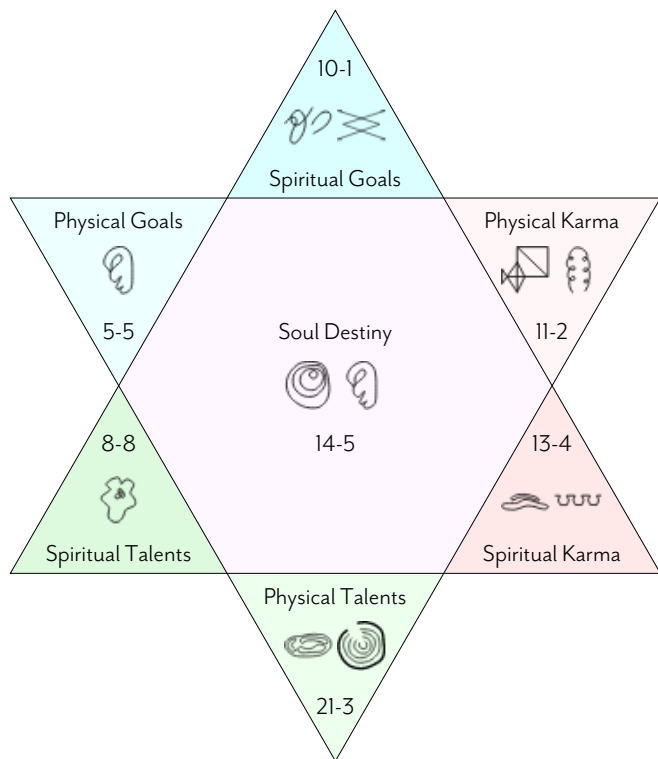 10-1
Spiritual Goals
Physical Goals
5-5
Physical Karma
11-2
Soul Destiny
14-5
8-8
Spiritual Talents
13-4
Spiritual Karma
Physical Talents
21-3